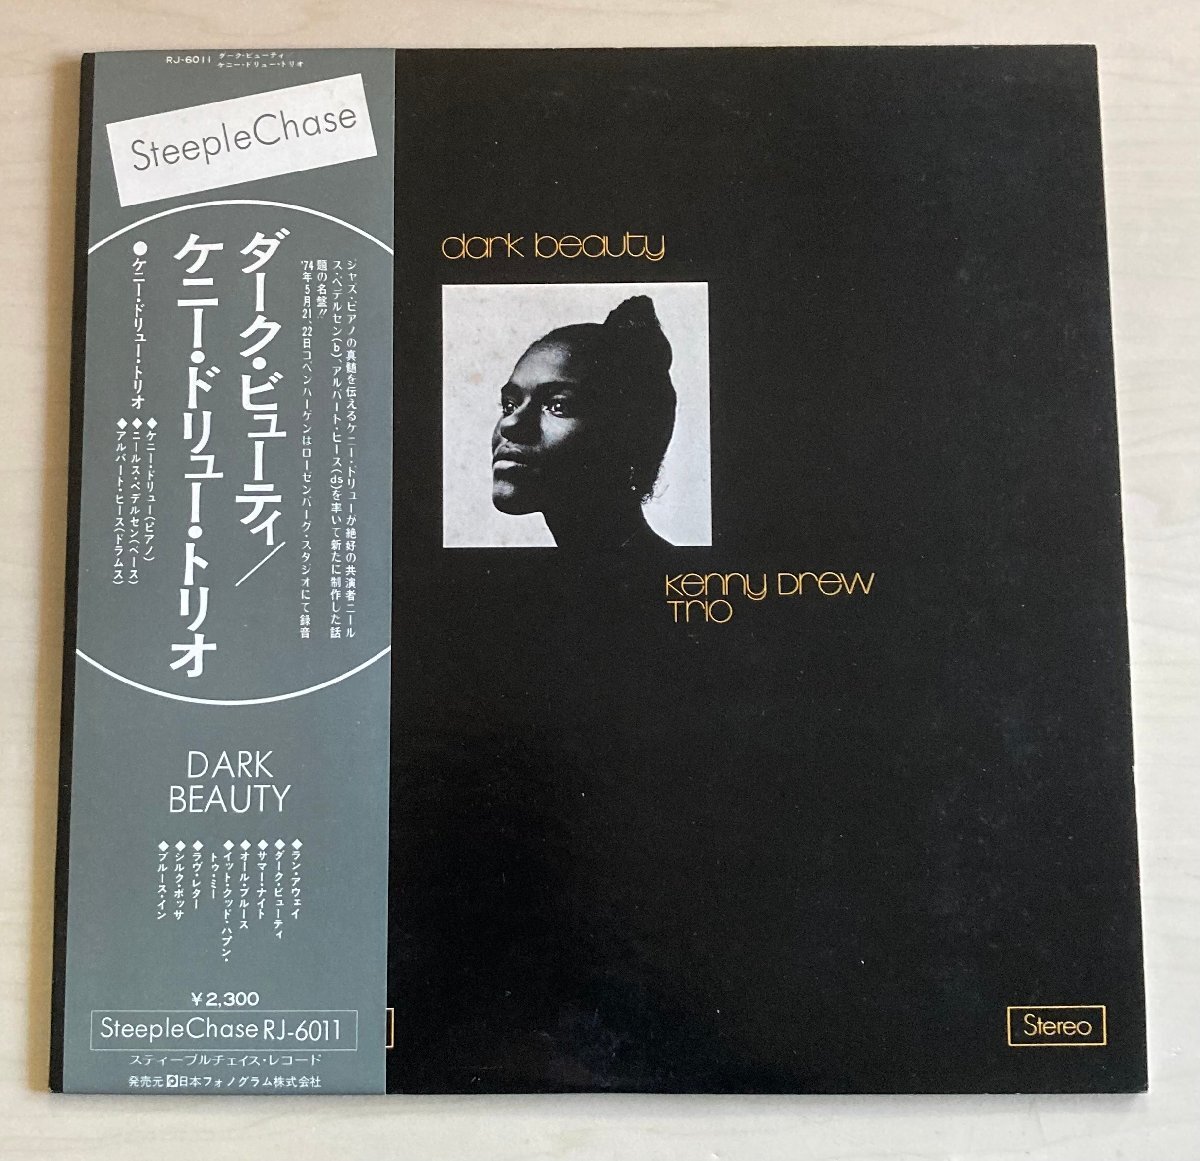 RJ-6011 ダーク・ビューティ
ケニー・ドリュー・トリオ
SteepleChase
ダーク・ビューティ/
ケニー・ドリュー・トリオ
●ケニー・ドリュー・トリオ
◆ケニー・ドリュー(ピアノ)
◆ニールス・ペデルセン(ベース)
◆アルバート・ヒース(ドラムス)
ジャズ・ピアノの真髄を伝えるケニー・ドリューが絶好の共演者ニール
ス・ペデルセン(b)、アルバート・ヒース(ds)を率いて新たに制作した話
題の名盤!!
'74年5月21、22日コペンハーゲンはローゼンバーグ・スタジオにて録音
DARK
BEAUTY
◆ラン・アウェイ
◆ダーク・ビューティ
◆サマー・ナイト
◆オール・ブルース
◆イット・クッド・ハプン・
トゥ・ミー
◆ラヴ・レター
◆シルク・ボッサ
◆ブルース・イン
¥2,300
SteepleChase RJ-6011
スティープルチェイス・レコード
発売元 日本フォノグラム株式会社
dark beauty
Kenny Drew
Trio
Stereo